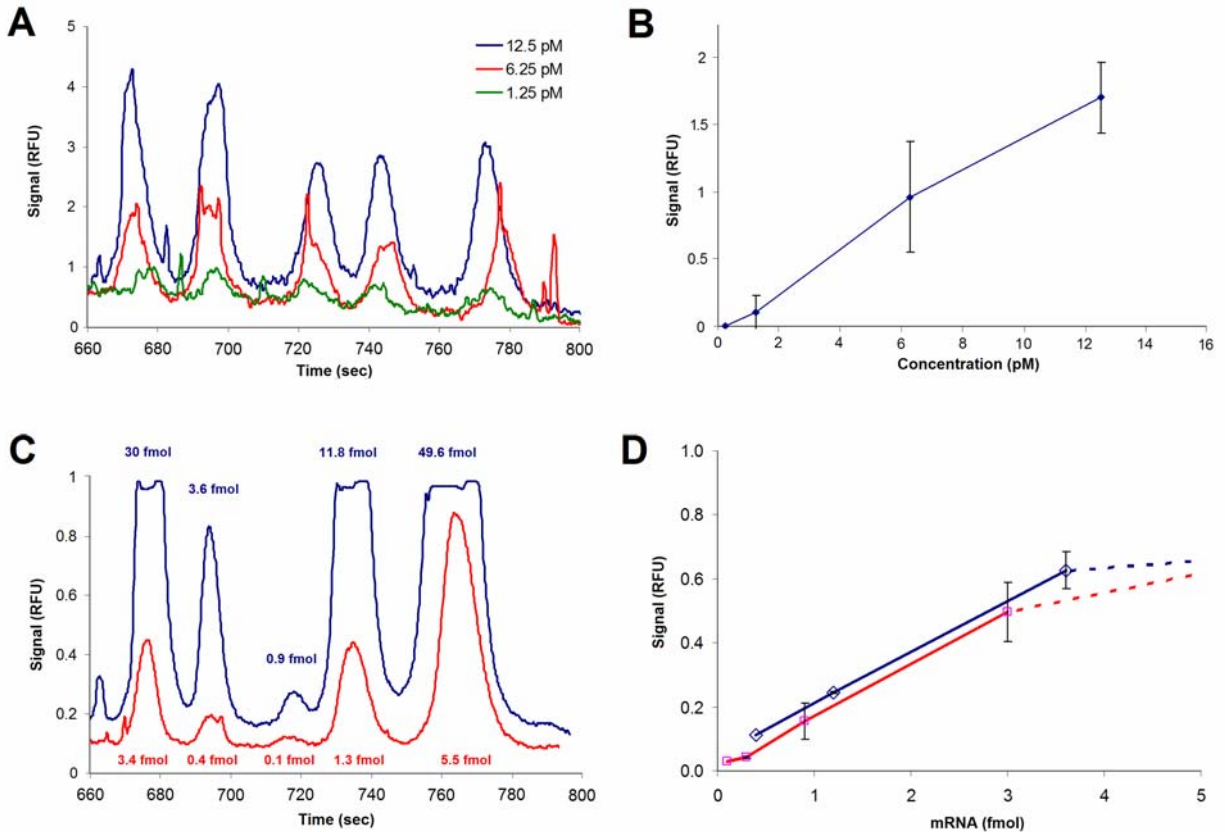 A
5
4
3
2
1
0
Signal (RFU)
12.5 pM
6.25 pM
1.25 pM
660 680 700 720 740 760 780 800
Time (sec)
B
2
1.5
1
0.5
0
Signal (RFU)
0 2 4 6 8 10 12 14 16
Concentration (pM)
C
30 fmol 11.8 fmol 49.6 fmol
3.6 fmol
0.9 fmol
1
0.8
0.6
0.4
0.2
0
Signal (RFU)
3.4 fmol 0.4 fmol 0.1 fmol 1.3 fmol 5.5 fmol
660 680 700 720 740 760 780 800
Time (sec)
D
1.0
0.8
0.6
0.4
0.2
0.0
Signal (RFU)
0 1 2 3 4 5
mRNA (fmol)